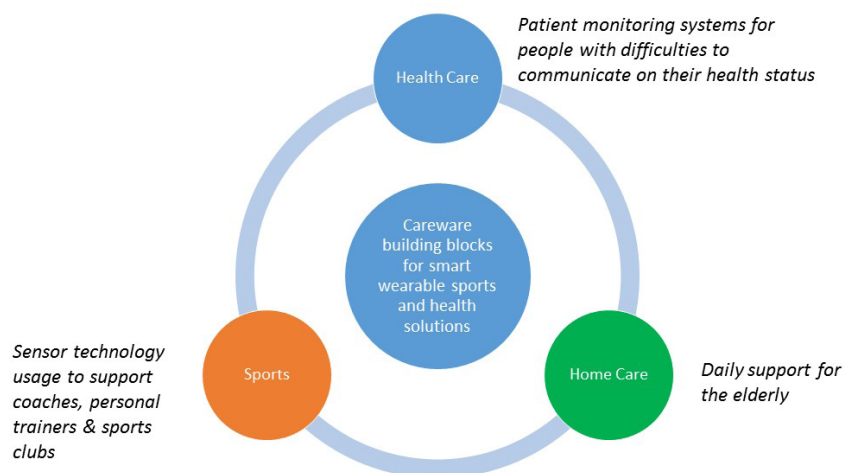 Patient monitoring systems for
people with difficulties to
communicate on their health status
Health Care
Careware
building blocks
for smart
wearable sports
and health
solutions
Sensor technology
usage to support
coaches, personal
trainers & sports
clubs
Sports
Home Care
Daily support for
the elderly